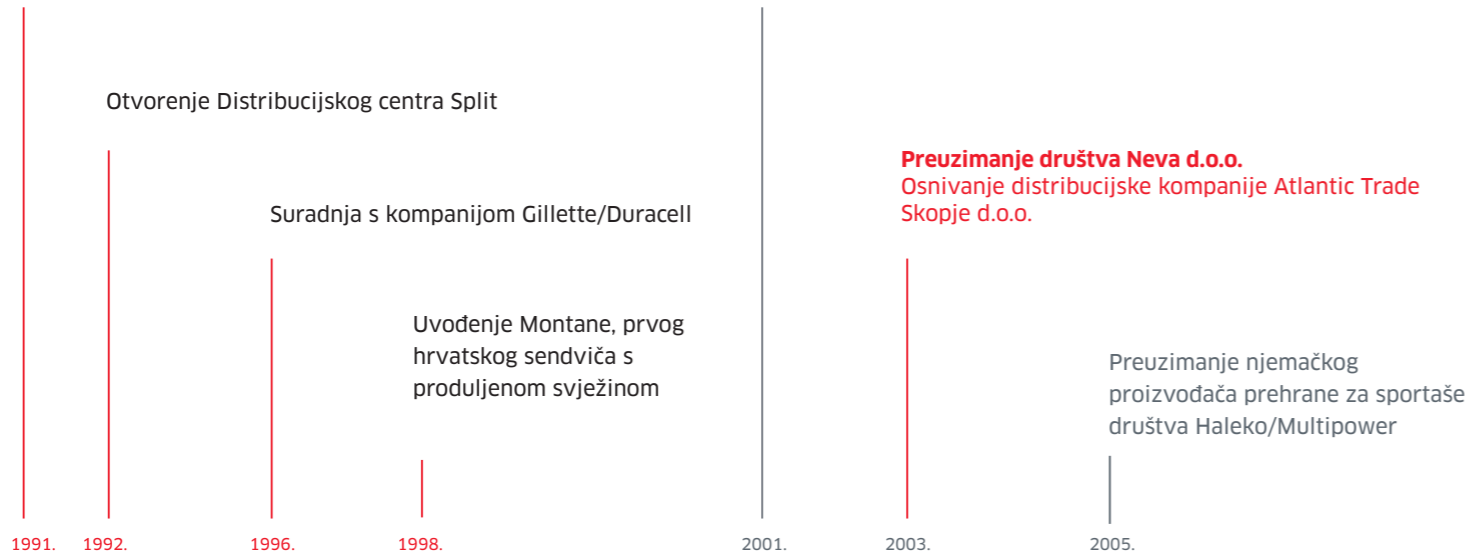 Otvorenje Distribucijskog centra Split
Suradnja s kompanijom Gillette/Duracell
Uvođenje Montane, prvog
hrvatskog sendviča s
produljenom svježinom
Preuzimanje društva Neva d.o.o.
Osnivanje distribucijske kompanije Atlantic Trade
Skopje d.o.o.
Preuzimanje njemačkog
proizvođača prehrane za sportaše
društva Haleko/Multipower
1991. 1992. 1996. 1998. 2001. 2003. 2005.